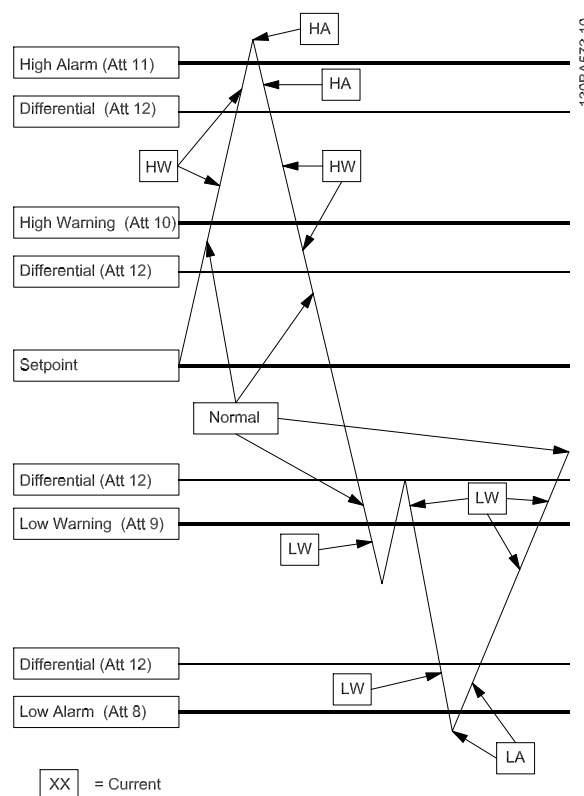 HA
High Alarm (Att 11)
HA
Differential (Att 12)
HW
HW
High Warning (Att 10)
Differential (Att 12)
Setpoint
Normal
Differential (Att 12)
LW
Low Warning (Att 9)
LW
Differential (Att 12)
LW
Low Alarm (Att 8)
LA
XX = Current